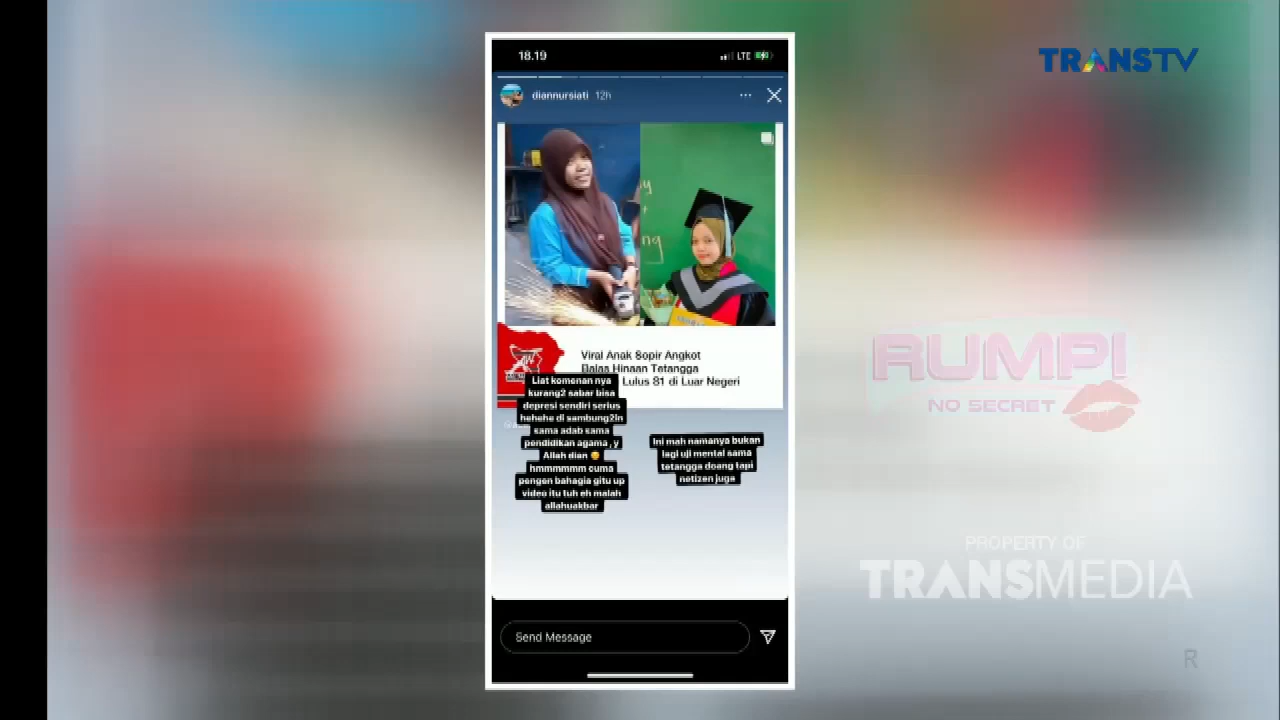 18.19
LTE
TRANSTV
diannursiati 12h
Viral Anak Sopir Angkot
Balas Hinaan Tetangga
Lulus S1 di Luar Negeri
Liat komenan nya
kurang2 sabar bisa
depresi sendiri serius
hehehe di sambung2in
sama adab sama
pendidikan agama , y
Allah dian
hmmmmmm cuma
pengen bahagia gitu up
video itu tuh eh malah
allahuakbar
Ini mah namanya bukan
lagi uji mental sama
tetangga doang tapi
netizen juga
RUMPI
NO SECRET
PROPERTY OF
TRANSMEDIA
Send Message
R